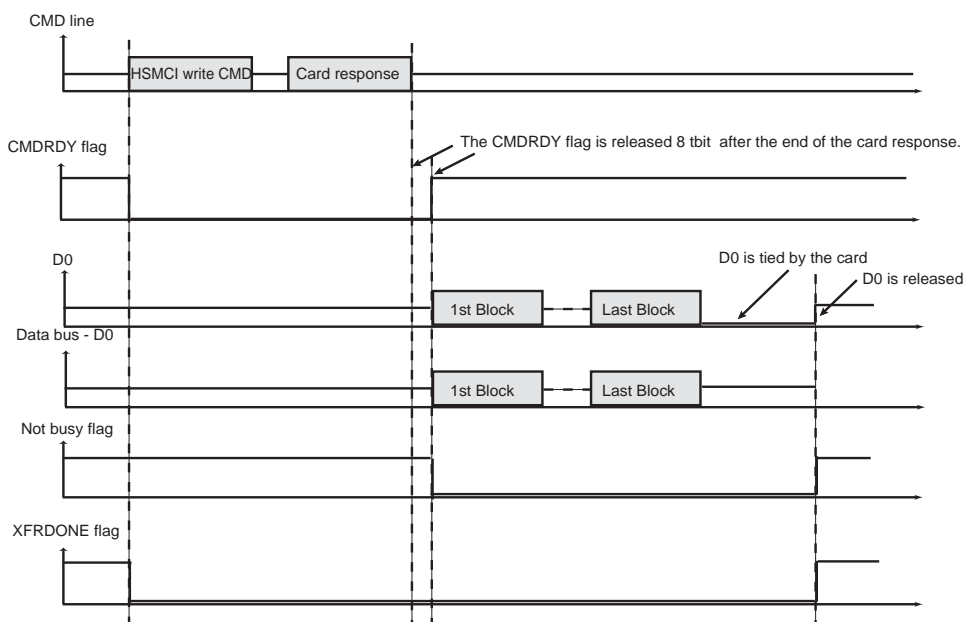 CMD line
HSMCI write CMD
Card response
The CMDRDY flag is released 8 tbit after the end of the card response.
CMDRDY flag
D0
D0 is tied by the card
D0 is released
1st Block
Last Block
Data bus - D0
1st Block
Last Block
Not busy flag
XFRDONE flag